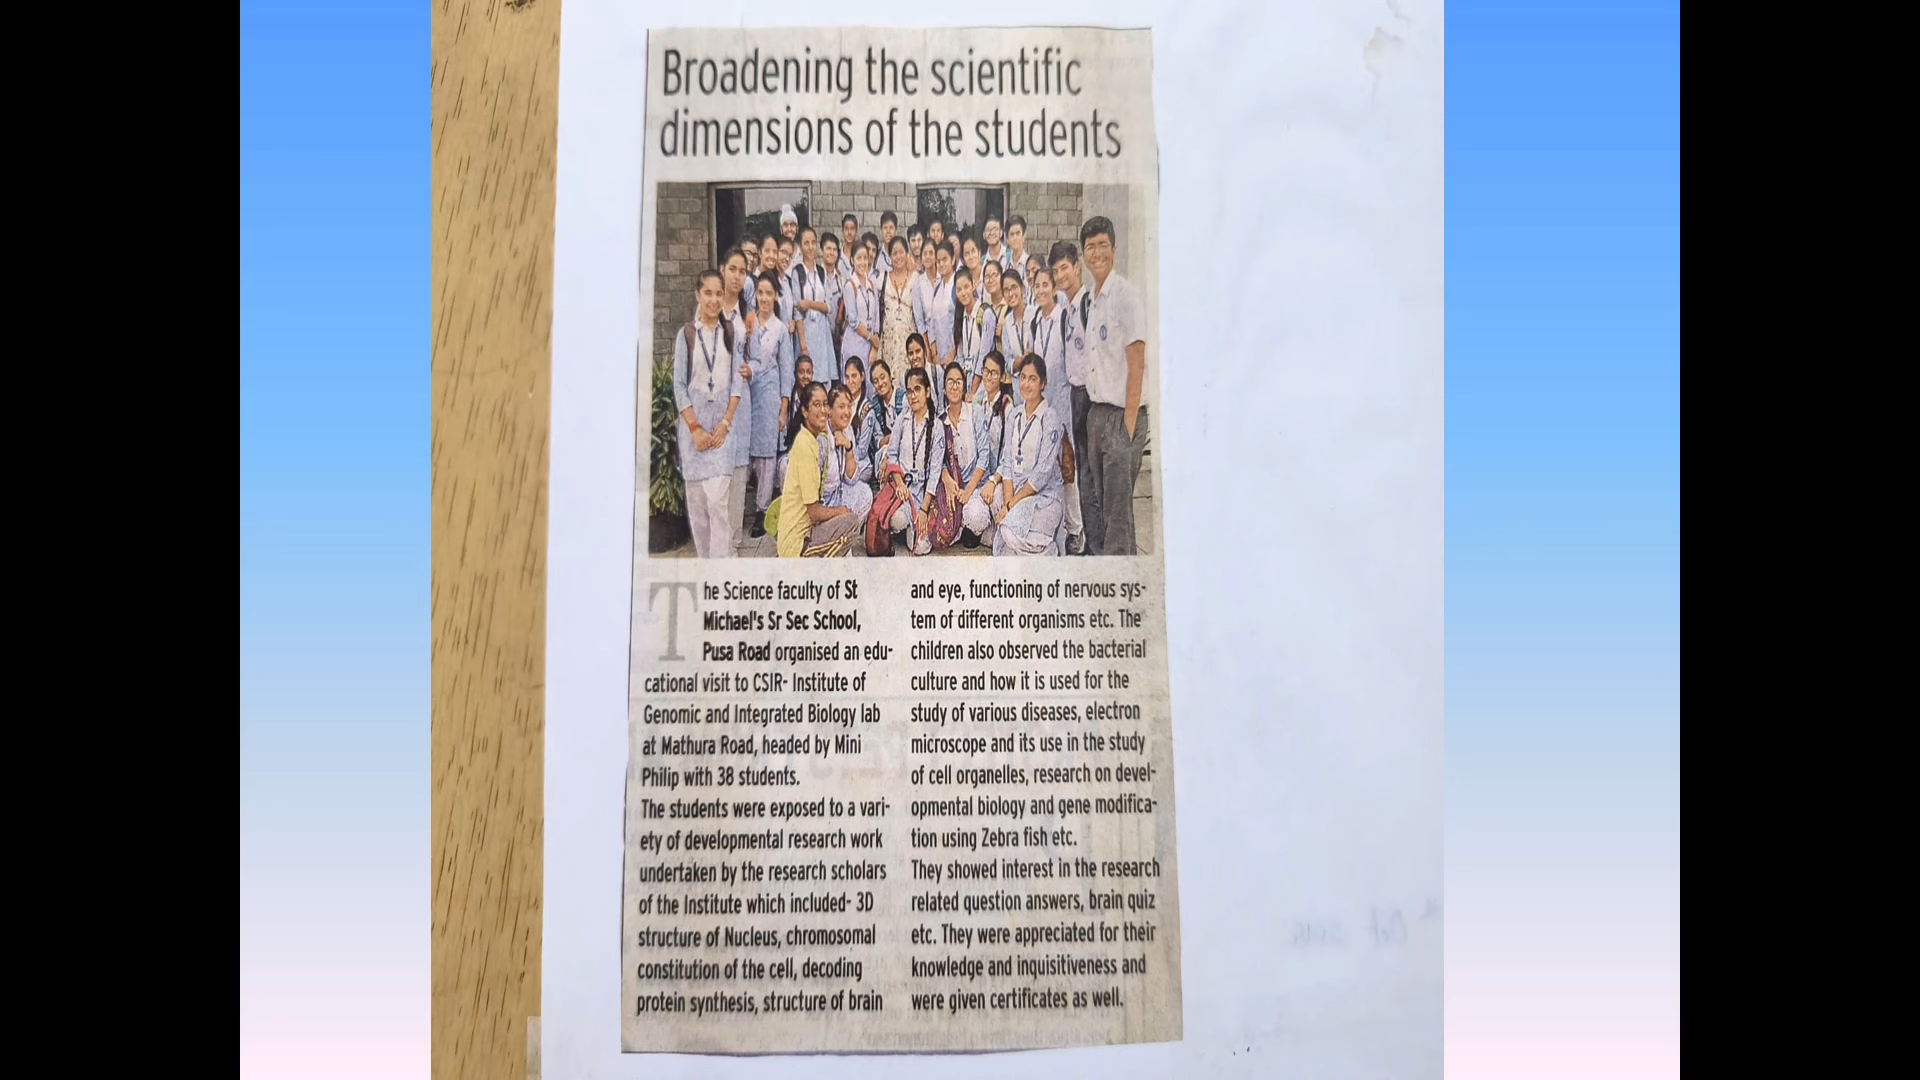 Broadening the scientific
dimensions of the students
The Science faculty of St
Michael's Sr Sec School,
Pusa Road organised an edu-
cational visit to CSIR- Institute of
Genomic and Integrated Biology lab
at Mathura Road, headed by Mini
Philip with 38 students.
The students were exposed to a vari-
ety of developmental research work
undertaken by the research scholars
of the Institute which included- 3D
structure of Nucleus, chromosomal
constitution of the cell, decoding
protein synthesis, structure of brain
and eye, functioning of nervous sys-
tem of different organisms etc. The
children also observed the bacterial
culture and how it is used for the
study of various diseases, electron
microscope and its use in the study
of cell organelles, research on devel-
opmental biology and gene modifica-
tion using Zebra fish etc.
They showed interest in the research
related question answers, brain quiz
etc. They were appreciated for their
knowledge and inquisitiveness and
were given certificates as well.